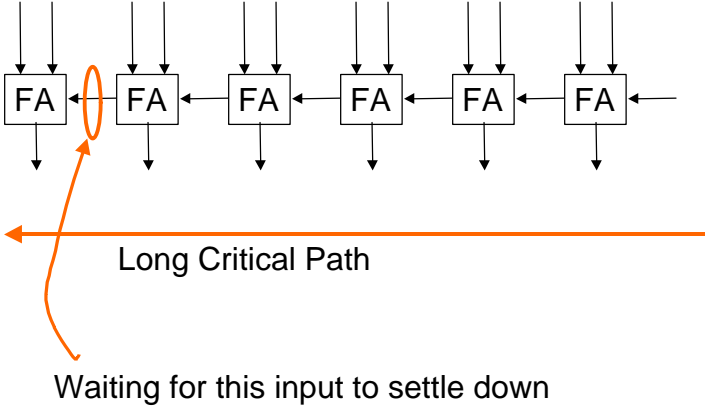 FA FA FA FA FA FA
Long Critical Path
Waiting for this input to settle down